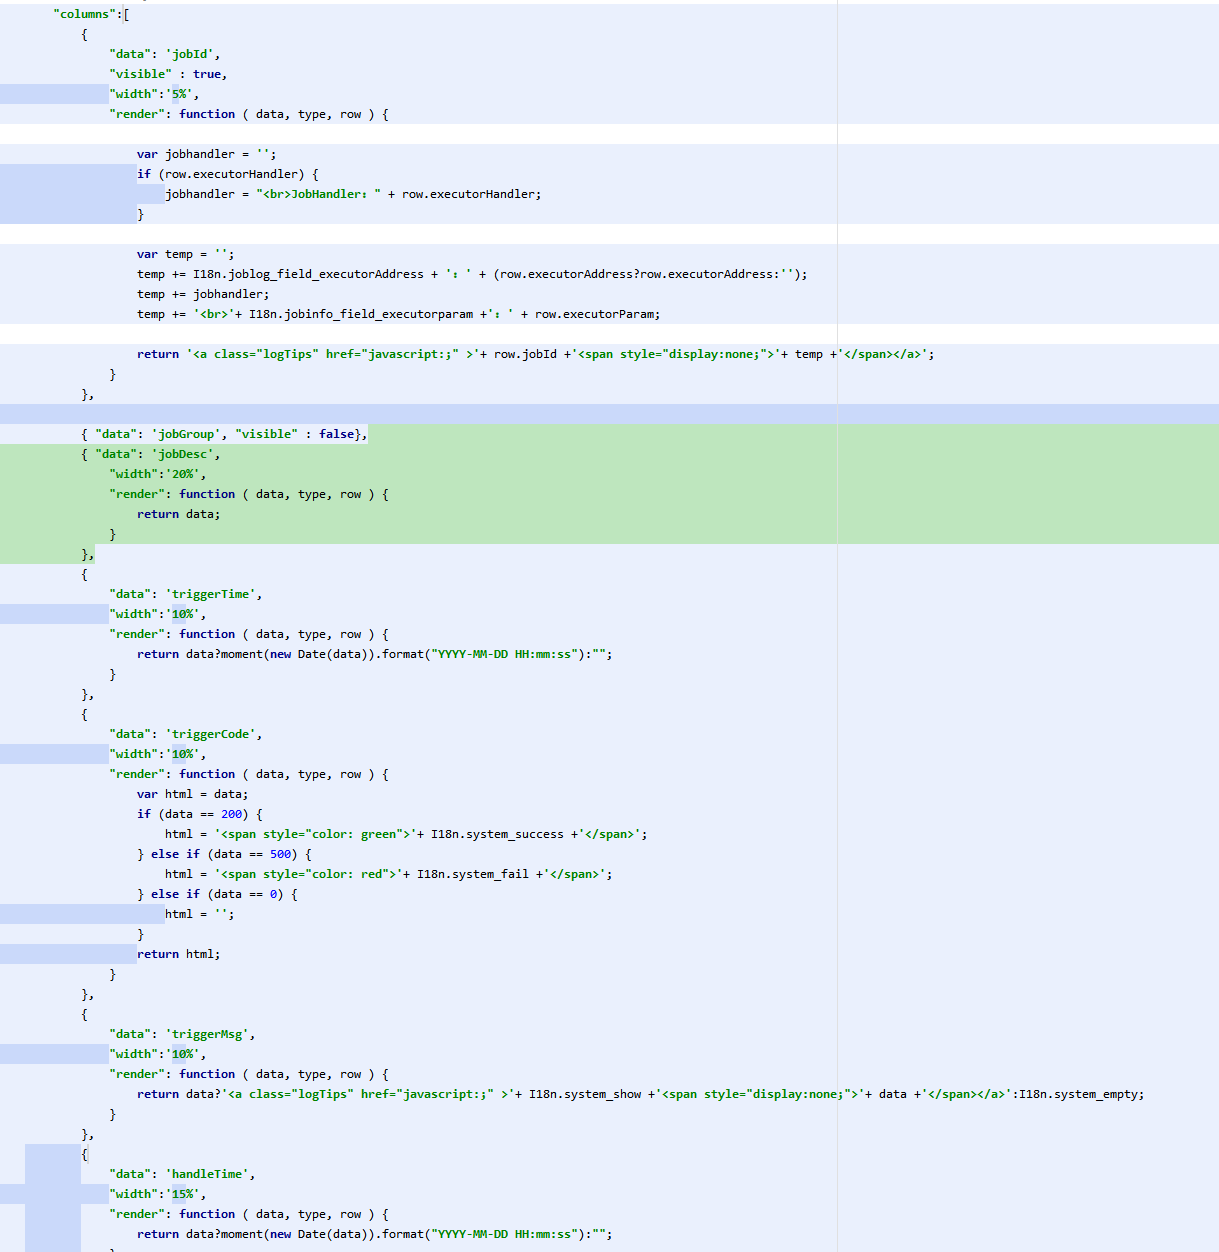 "columns":[
{
"data": 'jobId',
"visible" : true,
"width":'5%',
"render": function ( data, type, row ) {
var jobhandler = '';
if (row.executorHandler) {
jobhandler = "<br>JobHandler: " + row.executorHandler;
}
var temp = '';
temp += I18n.joblog_field_executorAddress + ': ' + (row.executorAddress?row.executorAddress:'');
temp += jobhandler;
temp += '<br>'+ I18n.jobinfo_field_executorparam +': ' + row.executorParam;
return '<a class="logTips" href="javascript:;" >'+ row.jobId +'<span style="display:none;">'+ temp +'</span></a>';
}
},
{ "data": 'jobGroup', "visible" : false},
{ "data": 'jobDesc',
"width":'20%',
"render": function ( data, type, row ) {
return data;
}
},
{
"data": 'triggerTime',
"width":'10%',
"render": function ( data, type, row ) {
return data?moment(new Date(data)).format("YYYY-MM-DD HH:mm:ss"):"";
}
},
{
"data": 'triggerCode',
"width":'10%',
"render": function ( data, type, row ) {
var html = data;
if (data == 200) {
html = '<span style="color: green">'+ I18n.system_success +'</span>';
} else if (data == 500) {
html = '<span style="color: red">'+ I18n.system_fail +'</span>';
} else if (data == 0) {
html = '';
}
return html;
}
},
{
"data": 'triggerMsg',
"width":'10%',
"render": function ( data, type, row ) {
return data?'<a class="logTips" href="javascript:;" >'+ I18n.system_show +'<span style="display:none;">'+ data +'</span></a>':I18n.system_empty;
}
},
{
"data": 'handleTime',
"width":'15%',
"render": function ( data, type, row ) {
return data?moment(new Date(data)).format("YYYY-MM-DD HH:mm:ss"):"";